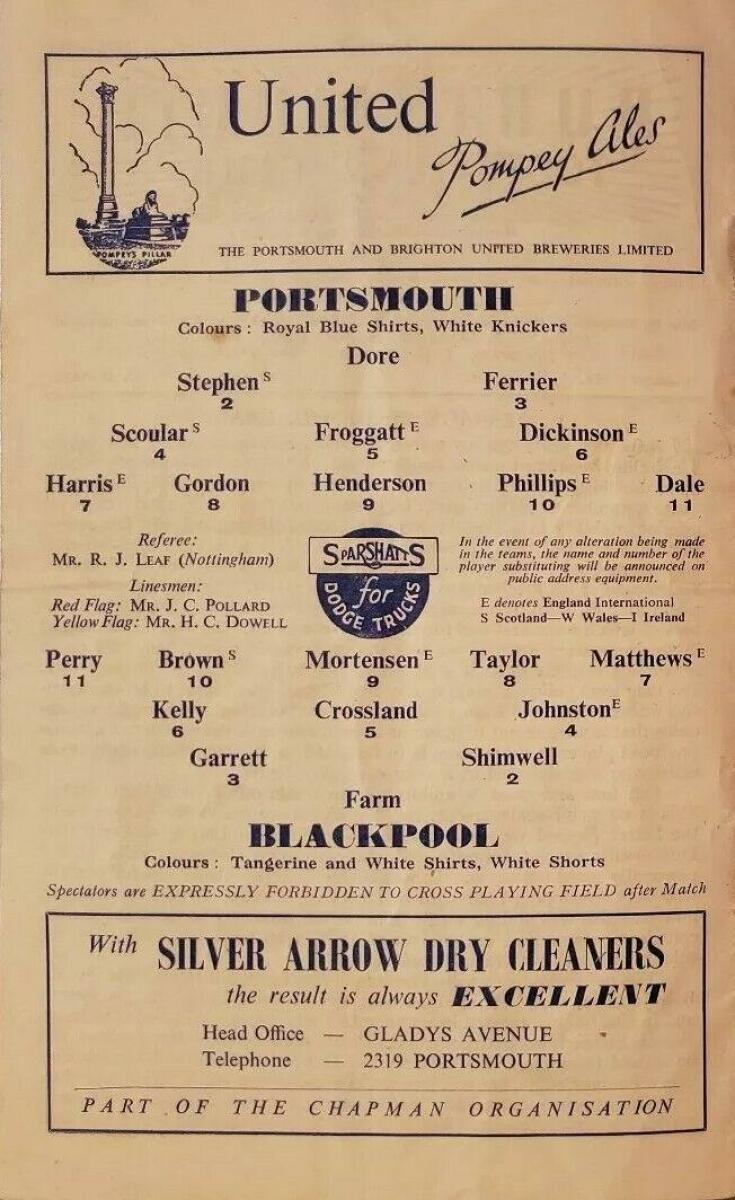 United
Pompey Ales
POMPEY'S PILLAR
THE PORTSMOUTH AND BRIGHTON UNITED BREWERIES LIMITED
PORTSMOUTH
Colours : Royal Blue Shirts, White Knickers
Dore
Stephen S Ferrier
2 3
Scoular S Froggatt E Dickinson E
4 5 6
Harris E Gordon Henderson Phillips E Dale
7 8 9 10 11
Referee:
MR. R. J. LEAF (Nottingham)
Linesmen:
Red Flag: MR. J. C. POLLARD
Yellow Flag: MR. H. C. DOWELL
SPARSHATTS
for
DODGE TRUCKS
In the event of any alteration being made
in the teams, the name and number of the
player substituting will be announced on
public address equipment.
E denotes England International
S Scotland—W Wales—I Ireland
Perry Brown S Mortensen E Taylor Matthews E
11 10 9 8 7
Kelly Crossland Johnston E
6 5 4
Garrett Shimwell
3 2
Farm
BLACKPOOL
Colours : Tangerine and White Shirts, White Shorts
Spectators are EXPRESSLY FORBIDDEN TO CROSS PLAYING FIELD after Match
With SILVER ARROW DRY CLEANERS
the result is always EXCELLENT
Head Office — GLADYS AVENUE
Telephone — 2319 PORTSMOUTH
PART OF THE CHAPMAN ORGANISATION